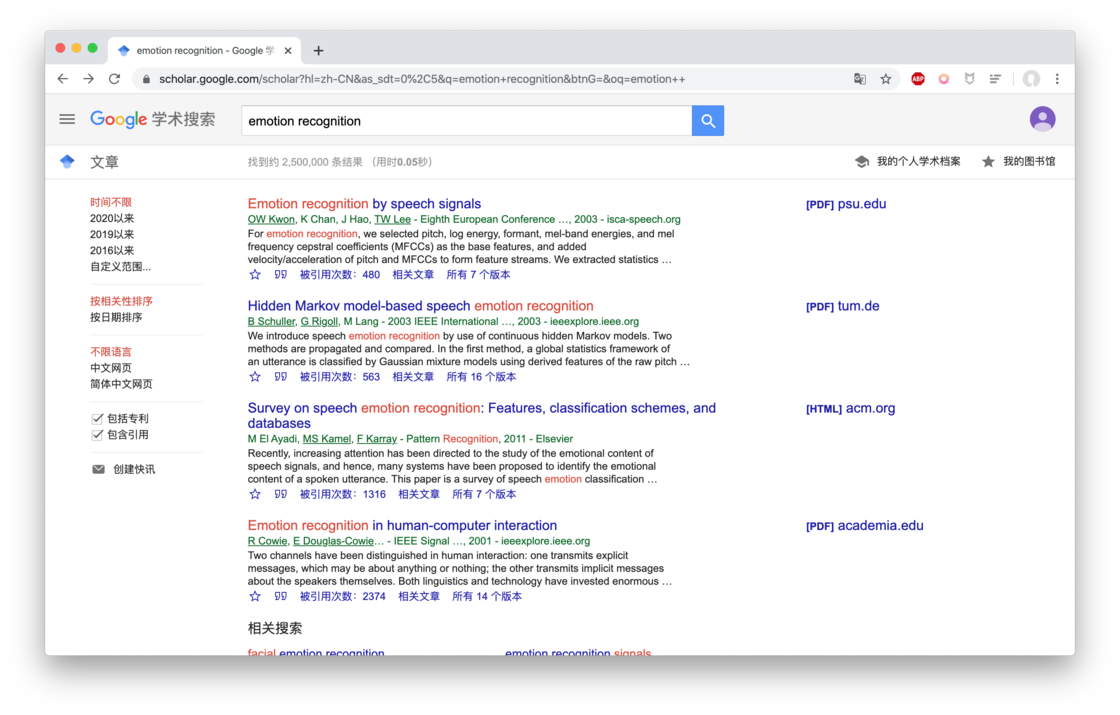 emotion recognition - Google 学
scholar.google.com/scholar?hl=zh-CN&as_sdt=0%2C5&q=emotion+recognition&btnG=&oq=emotion++
ABP
Google 学术搜索
emotion recognition
文章
找到约 2,500,000 条结果 （用时0.05秒）
我的个人学术档案
我的图书馆
时间不限
2020以来
2019以来
2016以来
自定义范围...
按相关性排序
按日期排序
不限语言
中文网页
简体中文网页
包括专利
包含引用
创建快讯
Emotion recognition by speech signals
OW Kwon, K Chan, J Hao, TW Lee - Eighth European Conference …, 2003 - isca-speech.org
For emotion recognition, we selected pitch, log energy, formant, mel-band energies, and mel
frequency cepstral coefficients (MFCCs) as the base features, and added
velocity/acceleration of pitch and MFCCs to form feature streams. We extracted statistics …
被引用次数：480 相关文章 所有 7 个版本
[PDF] psu.edu
Hidden Markov model-based speech emotion recognition
B Schuller, G Rigoll, M Lang - 2003 IEEE International …, 2003 - ieeexplore.ieee.org
We introduce speech emotion recognition by use of continuous hidden Markov models. Two
methods are propagated and compared. In the first method, a global statistics framework of
an utterance is classified by Gaussian mixture models using derived features of the raw pitch …
被引用次数：563 相关文章 所有 16 个版本
[PDF] tum.de
Survey on speech emotion recognition: Features, classification schemes, and
databases
M El Ayadi, MS Kamel, F Karray - Pattern Recognition, 2011 - Elsevier
Recently, increasing attention has been directed to the study of the emotional content of
speech signals, and hence, many systems have been proposed to identify the emotional
content of a spoken utterance. This paper is a survey of speech emotion classification …
被引用次数：1316 相关文章 所有 7 个版本
[HTML] acm.org
Emotion recognition in human-computer interaction
R Cowie, E Douglas-Cowie… - IEEE Signal …, 2001 - ieeexplore.ieee.org
Two channels have been distinguished in human interaction: one transmits explicit
messages, which may be about anything or nothing; the other transmits implicit messages
about the speakers themselves. Both linguistics and technology have invested enormous …
被引用次数：2374 相关文章 所有 14 个版本
[PDF] academia.edu
相关搜索
facial emotion recognition
emotion recognition signals